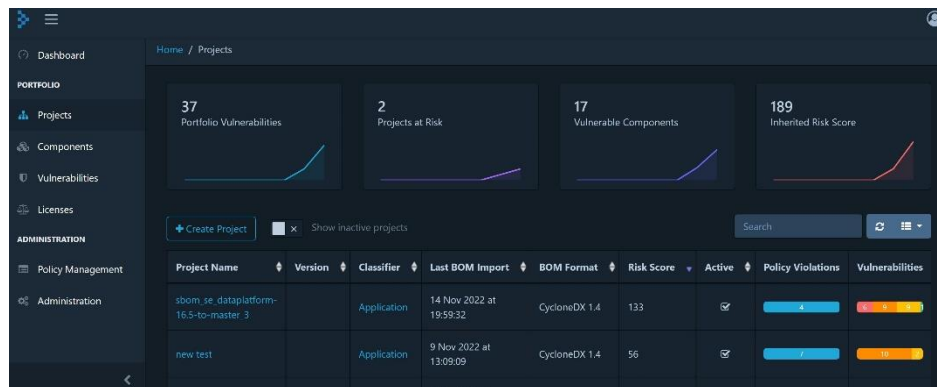 Dashboard
Home / Projects
PORTFOLIO
Projects
Components
Vulnerabilities
Licenses
ADMINISTRATION
Policy Management
Administration
37
Portfolio Vulnerabilities
2
Projects at Risk
17
Vulnerable Components
189
Inherited Risk Score
Create Project
Show inactive projects
Search
Project Name Version Classifier Last BOM Import BOM Format Risk Score Active Policy Violations Vulnerabilities
sbom_se_dataplatform-
16.5-to-master 3
Application
14 Nov 2022 at
19:59:32
CycloneDX 1.4
133
4
9
new test
Application
9 Nov 2022 at
13:09:09
CycloneDX 1.4
56
7
10